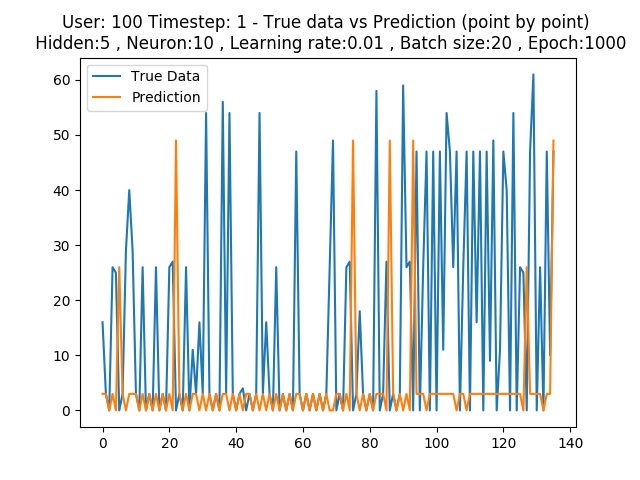 User: 100 Timestep: 1 - True data vs Prediction (point by point)
Hidden:5 , Neuron:10 , Learning rate:0.01 , Batch size:20 , Epoch:1000
True Data
Prediction
60
50
40
30
20
10
0
0 20 40 60 80 100 120 140